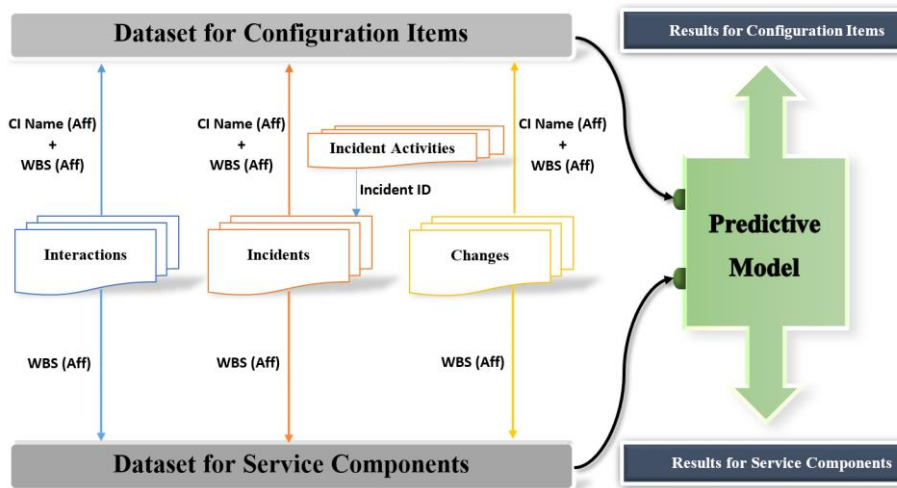 Dataset for Configuration Items
Results for Configuration Items
CI Name (Aff)
+
WBS (Aff)
CI Name (Aff)
+
WBS (Aff)
Incident Activities
Incident ID
CI Name (Aff)
+
WBS (Aff)
Interactions
Incidents
Changes
Predictive
Model
WBS (Aff)
WBS (Aff)
WBS (Aff)
Dataset for Service Components
Results for Service Components